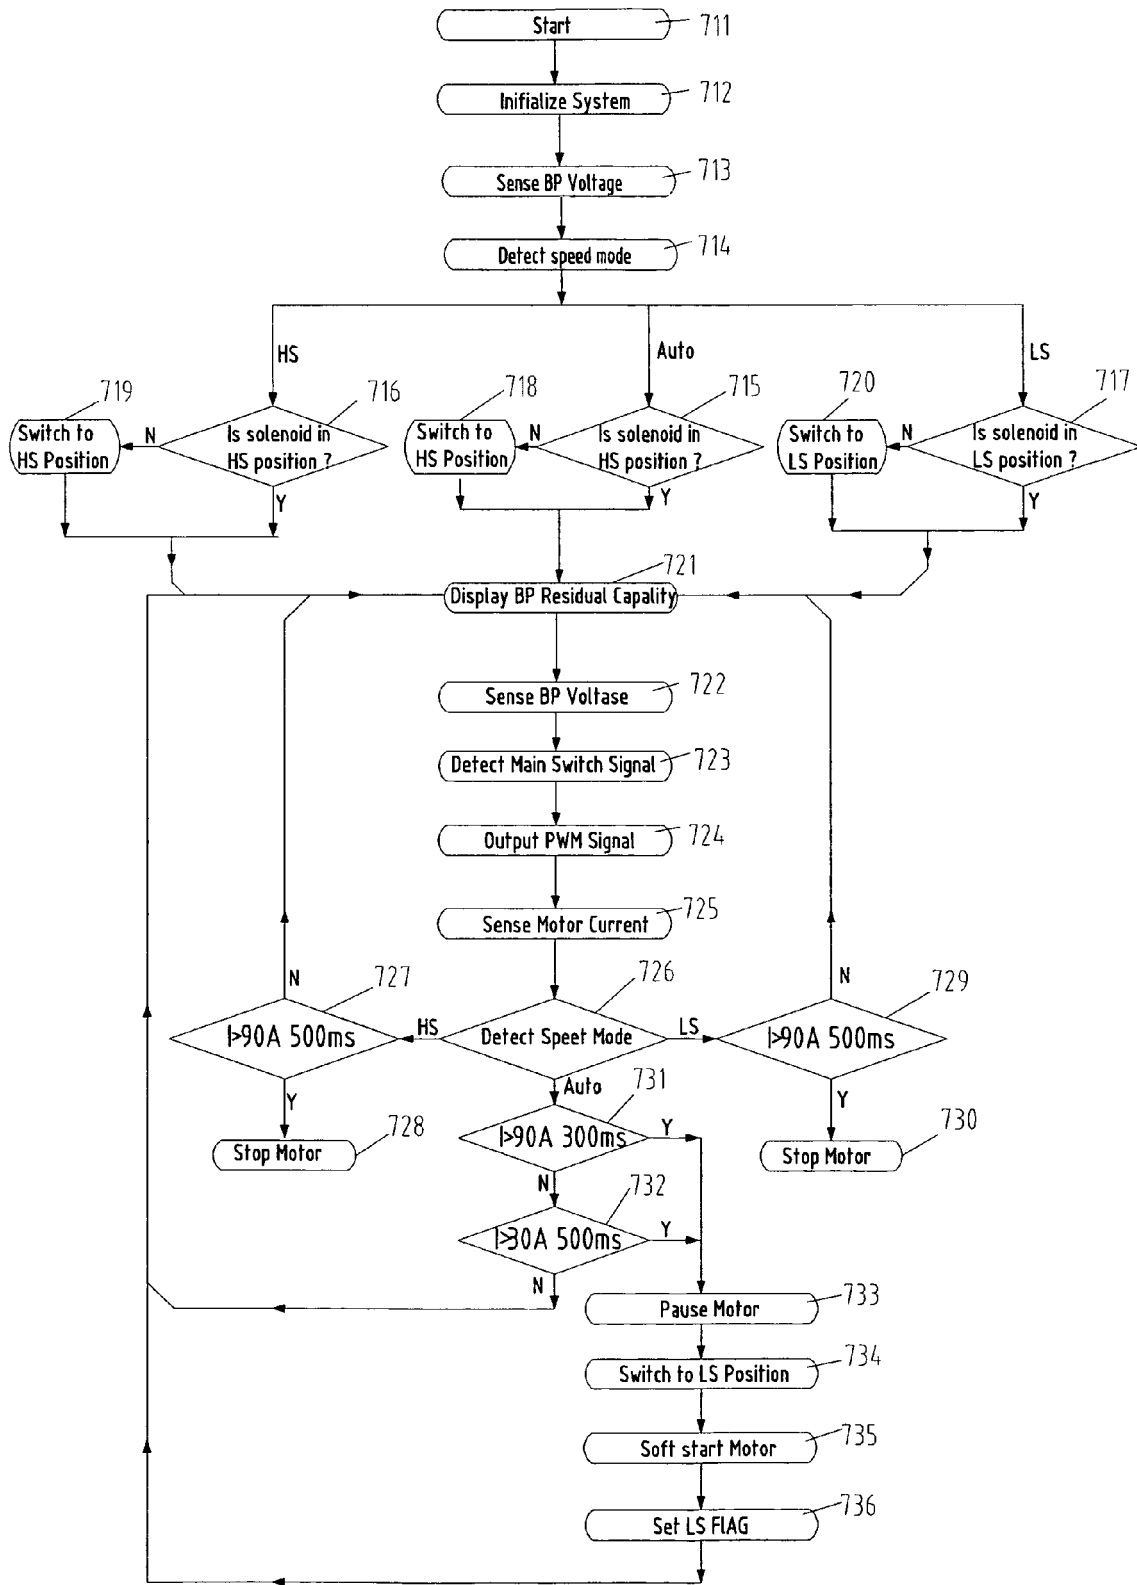 Start
711
Inifialize System
712
Sense BP Voltage
713
Detect speed mode
714
HS
Auto
LS
719
716
718
715
720
717
Switch to
HS Position
N
Is solenoid in
HS position ?
Y
Switch to
HS Position
N
Is solenoid in
HS position ?
Y
Switch to
LS Position
N
Is solenoid in
LS position ?
Y
721
Display BP Residual Capality
722
Sense BP Voltase
Detect Main Switch Signal
723
Output PWM Signal
724
Sense Motor Current
725
N
727
726
N
729
I>90A 500ms
HS
Detect Speet Mode
LS
I>90A 500ms
Y
Auto
731
Y
Stop Motor
728
I>90A 300ms
Y
Stop Motor
730
N
732
I>30A 500ms
Y
N
Pause Motor
733
Switch to LS Position
734
Soft start Motor
735
Set LS FlAG
736